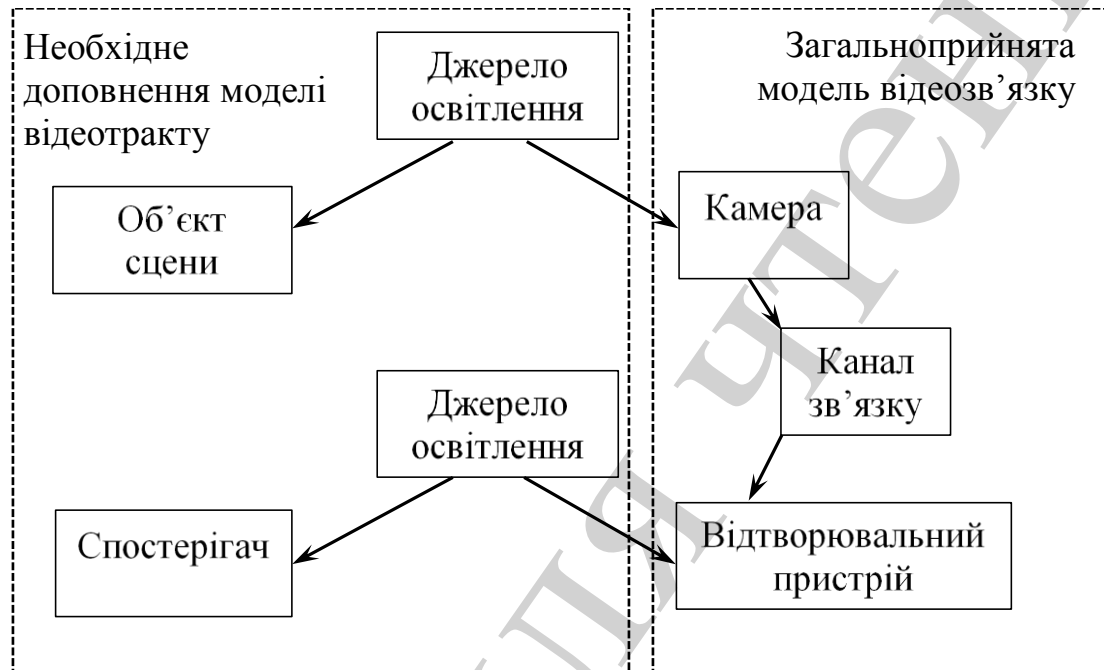 Необхідне
доповнення моделі
відеотракту
Джерело
освітлення
Загальноприйнята
модель відеозв’язку
Об’єкт
сцени
Камера
Канал
зв’язку
Джерело
освітлення
Спостерігач
Відтворювальний
пристрій